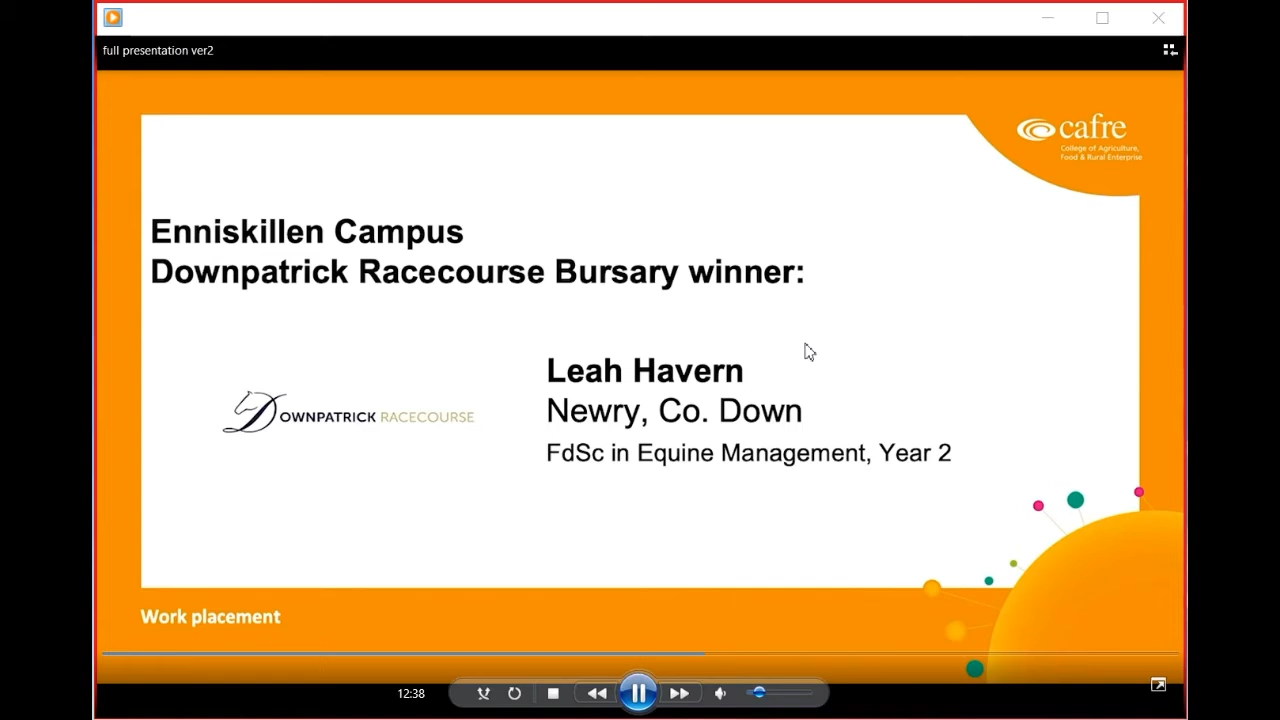 full presentation ver2
cafre
College of Agriculture,
Food & Rural Enterprise
Enniskillen Campus
Downpatrick Racecourse Bursary winner:
Leah Havern
DOWNPATRICK RACECOURSE
Newry, Co. Down
FdSc in Equine Management, Year 2
Work placement
12:38